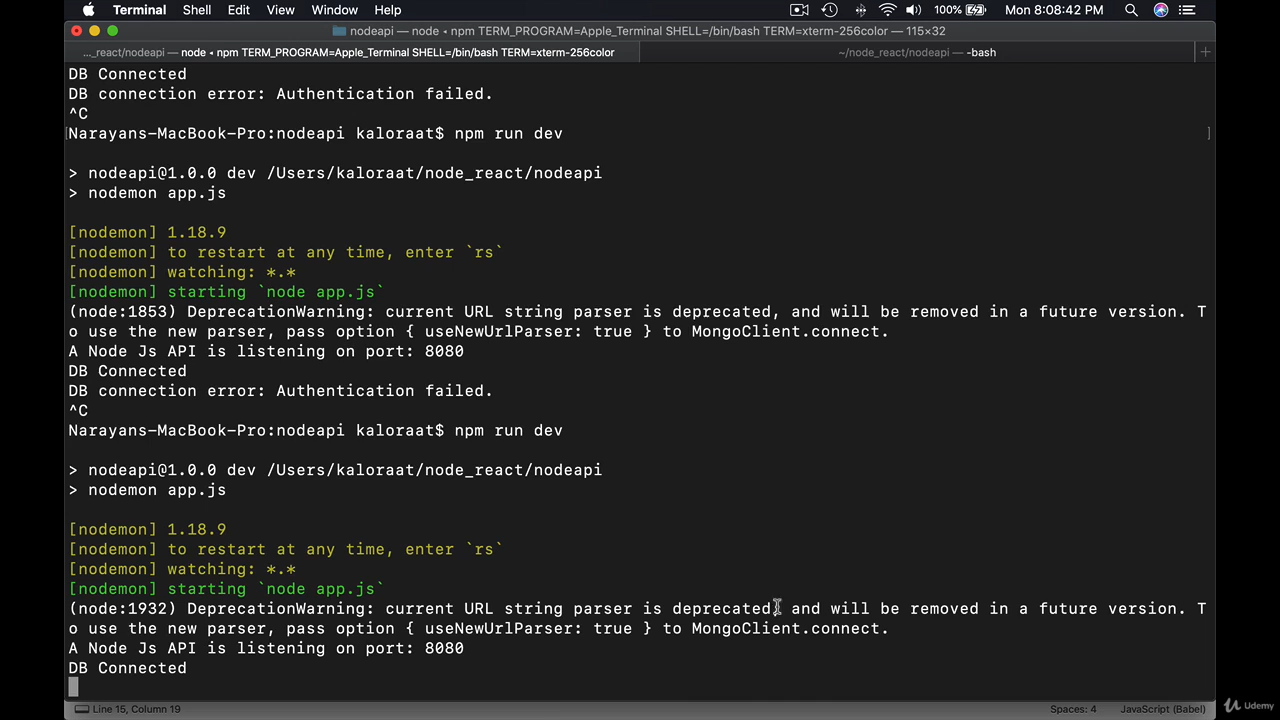 Terminal Shell Edit View Window Help 100% Mon 8:08:42 PM
nodeapi — node ◂ npm TERM_PROGRAM=Apple_Terminal SHELL=/bin/bash TERM=xterm-256color — 115×32
..._react/nodeapi — node ◂ npm TERM_PROGRAM=Apple_Terminal SHELL=/bin/bash TERM=xterm-256color ~/node_react/nodeapi — -bash +
DB Connected
DB connection error: Authentication failed.
^C
[Narayans-MacBook-Pro:nodeapi kaloraat$ npm run dev ]
> nodeapi@1.0.0 dev /Users/kaloraat/node_react/nodeapi
> nodemon app.js
[nodemon] 1.18.9
[nodemon] to restart at any time, enter `rs`
[nodemon] watching: *.*
[nodemon] starting `node app.js`
(node:1853) DeprecationWarning: current URL string parser is deprecated, and will be removed in a future version. T
o use the new parser, pass option { useNewUrlParser: true } to MongoClient.connect.
A Node Js API is listening on port: 8080
DB Connected
DB connection error: Authentication failed.
^C
Narayans-MacBook-Pro:nodeapi kaloraat$ npm run dev
> nodeapi@1.0.0 dev /Users/kaloraat/node_react/nodeapi
> nodemon app.js
[nodemon] 1.18.9
[nodemon] to restart at any time, enter `rs`
[nodemon] watching: *.*
[nodemon] starting `node app.js`
(node:1932) DeprecationWarning: current URL string parser is deprecated, and will be removed in a future version. T
o use the new parser, pass option { useNewUrlParser: true } to MongoClient.connect.
A Node Js API is listening on port: 8080
DB Connected
Line 15, Column 19 Spaces: 4 JavaScript (Babel)
Udemy